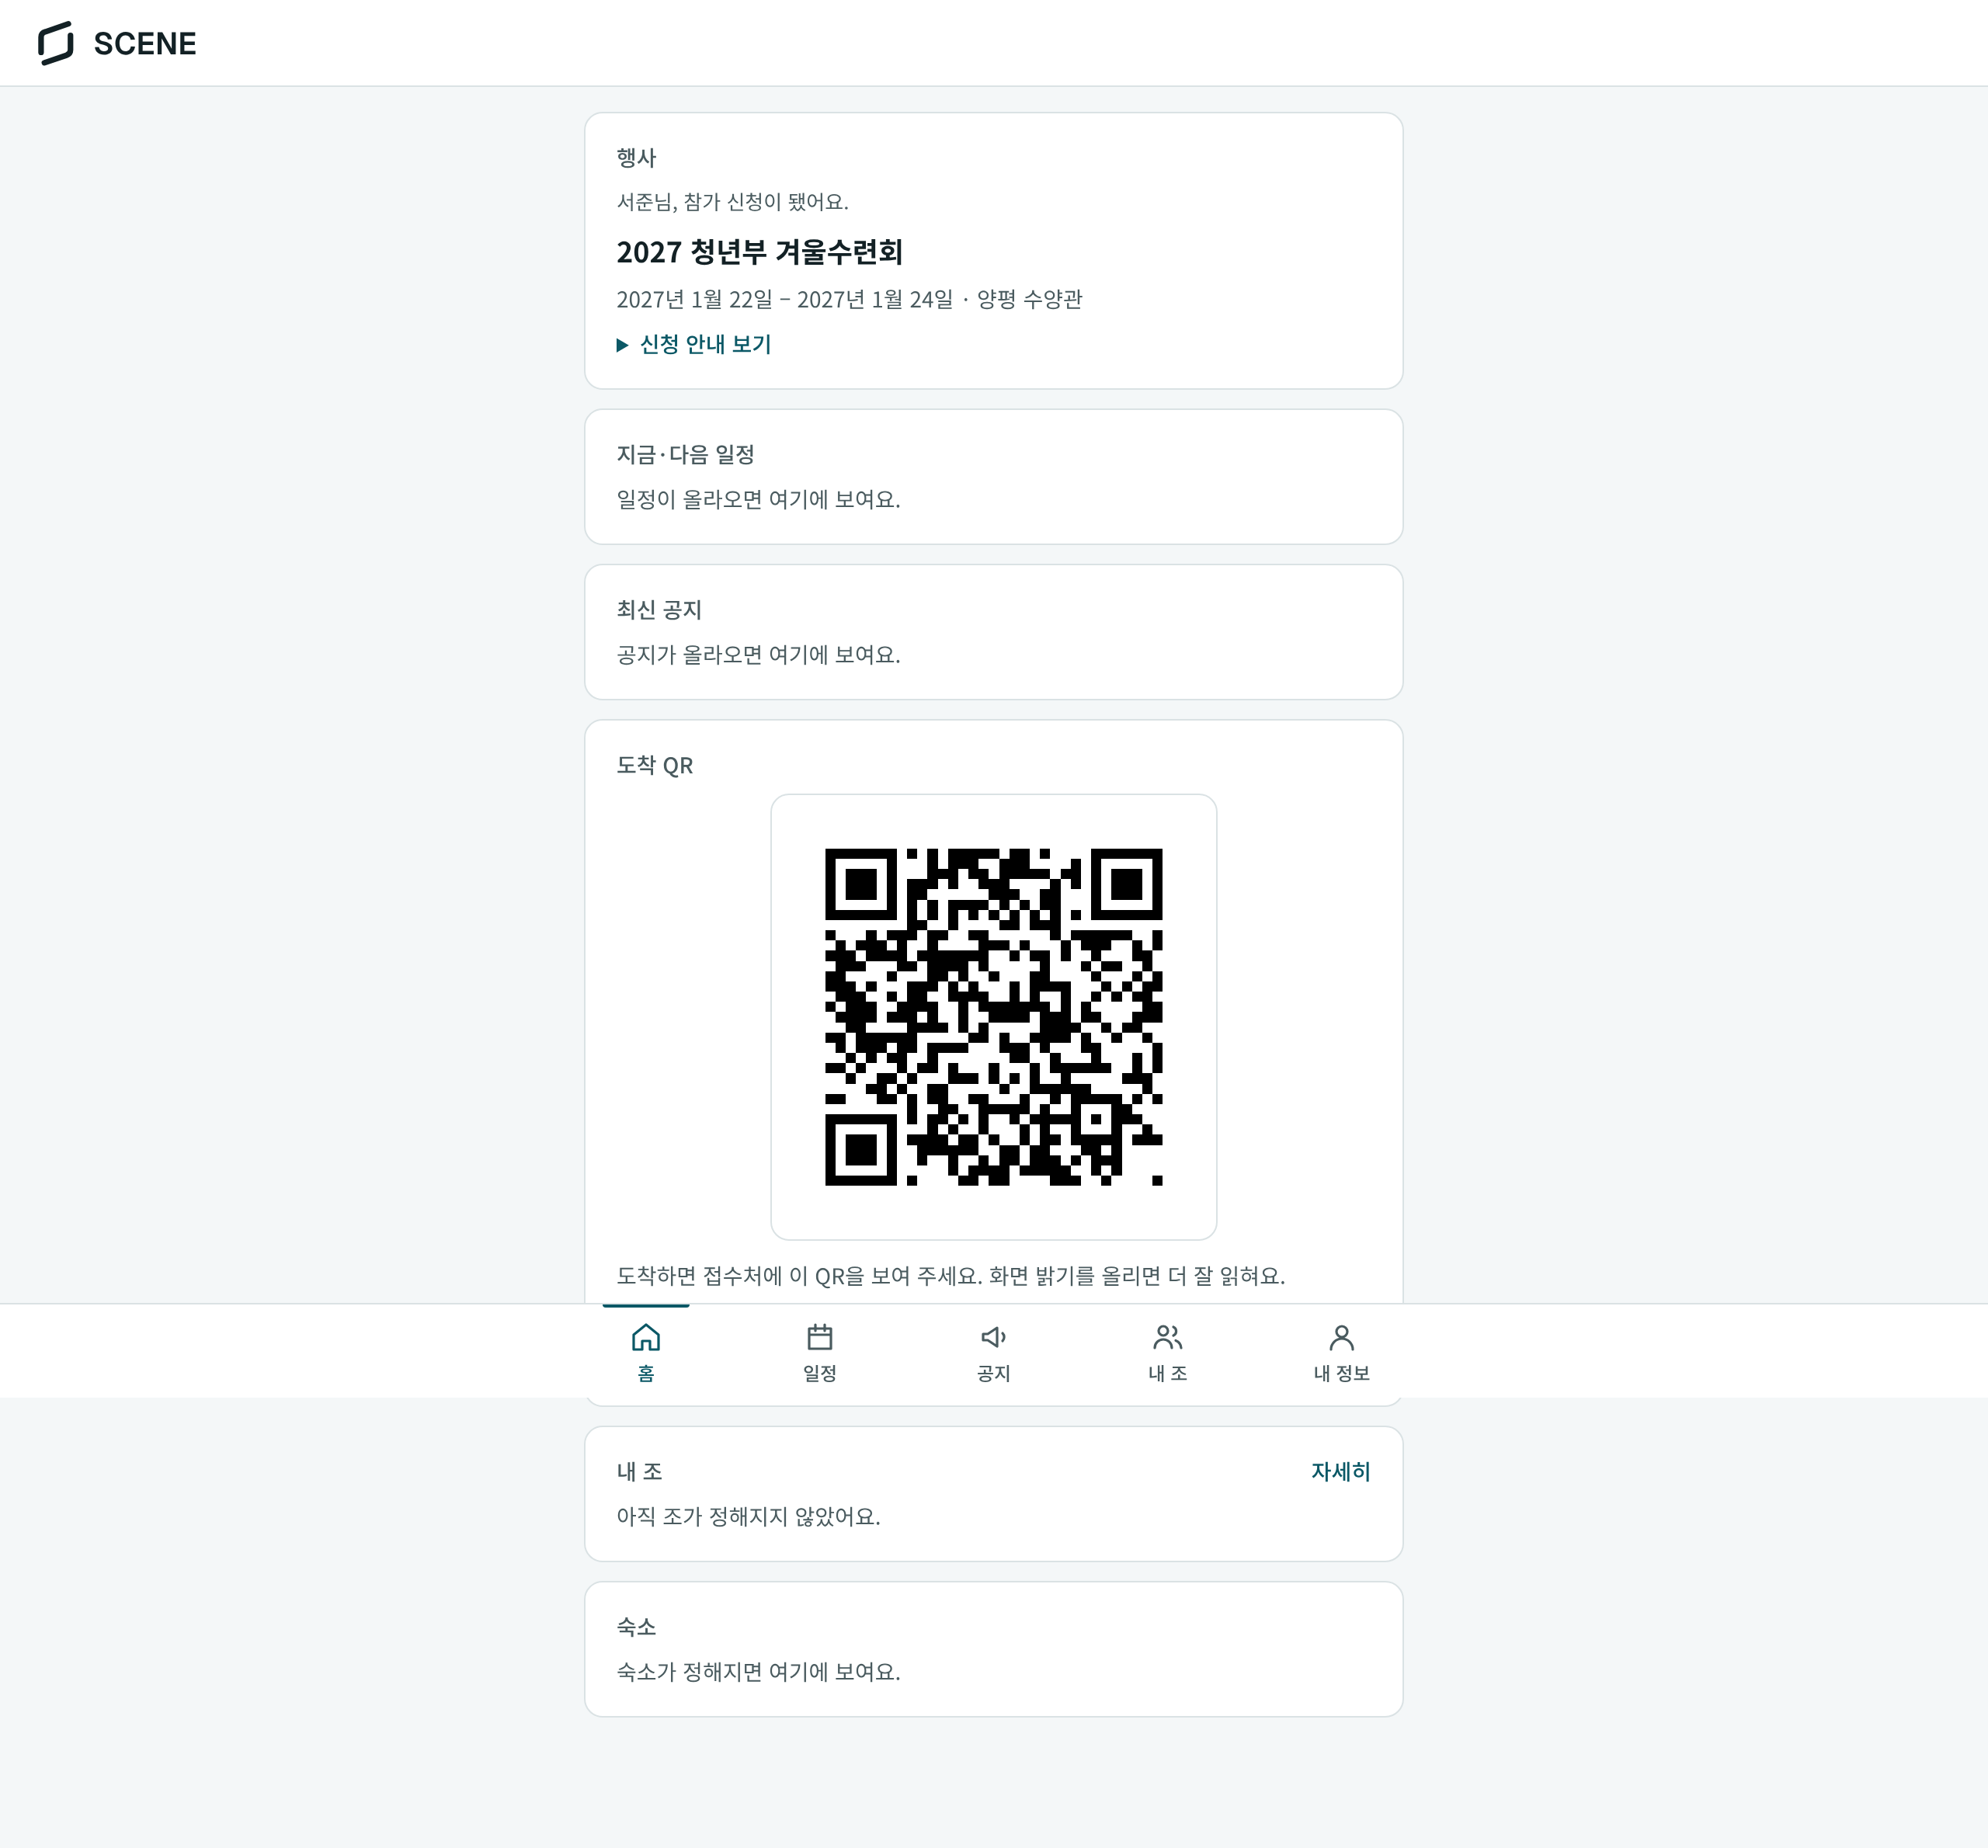 SCENE
행사
서준님, 참가 신청이 됐어요.
2027 청년부 겨울수련회
2027년 1월 22일 – 2027년 1월 24일 · 양평 수양관
▶ 신청 안내 보기
지금·다음 일정
일정이 올라오면 여기에 보여요.
최신 공지
공지가 올라오면 여기에 보여요.
도착 QR
도착하면 접수처에 이 QR을 보여 주세요. 화면 밝기를 올리면 더 잘 읽혀요.
홈 일정 공지 내 조 내 정보
내 조 자세히
아직 조가 정해지지 않았어요.
숙소
숙소가 정해지면 여기에 보여요.